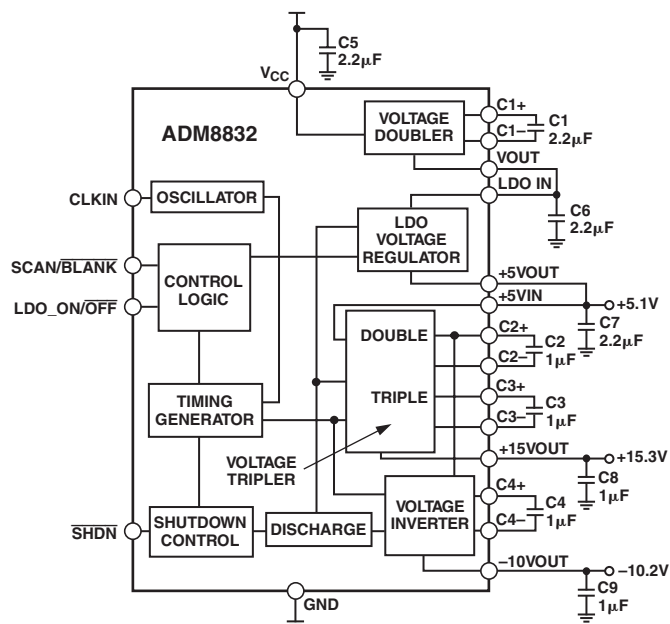 C5
2.2μF
VCC
ADM8832
VOLTAGE
DOUBLER
C1+
C1–
C1
2.2μF
VOUT
LDO IN
C6
2.2μF
CLKIN
OSCILLATOR
LDO
VOLTAGE
REGULATOR
SCAN/BLANK
CONTROL
LOGIC
LDO_ON/OFF
+5VOUT
+5VIN
+5.1V
C7
2.2μF
DOUBLE
TRIPLE
C2+
C2–
C2
1μF
C3+
C3–
C3
1μF
TIMING
GENERATOR
VOLTAGE
TRIPLER
+15VOUT
+15.3V
C8
1μF
SHDN
SHUTDOWN
CONTROL
DISCHARGE
VOLTAGE
INVERTER
C4+
C4–
C4
1μF
–10VOUT
–10.2V
C9
1μF
GND